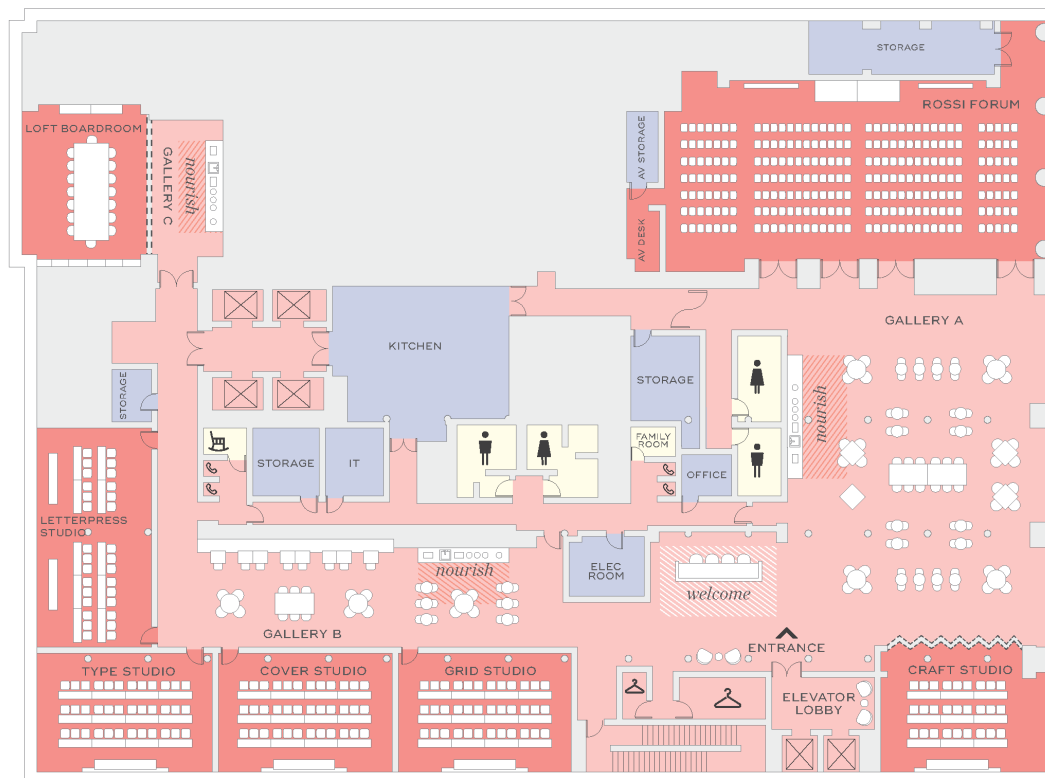 STORAGE
ROSSI FORUM
LOFT BOARDROOM
GALLERY C
nourish
AV STORAGE
AV DESK
GALLERY A
KITCHEN
STORAGE
STORAGE
nourish
FAMILY
ROOM
STORAGE
IT
OFFICE
LETTERPRESS
STUDIO
nourish
ELEC
ROOM
welcome
GALLERY B
ENTRANCE
TYPE STUDIO
COVER STUDIO
GRID STUDIO
CRAFT STUDIO
ELEVATOR
LOBBY